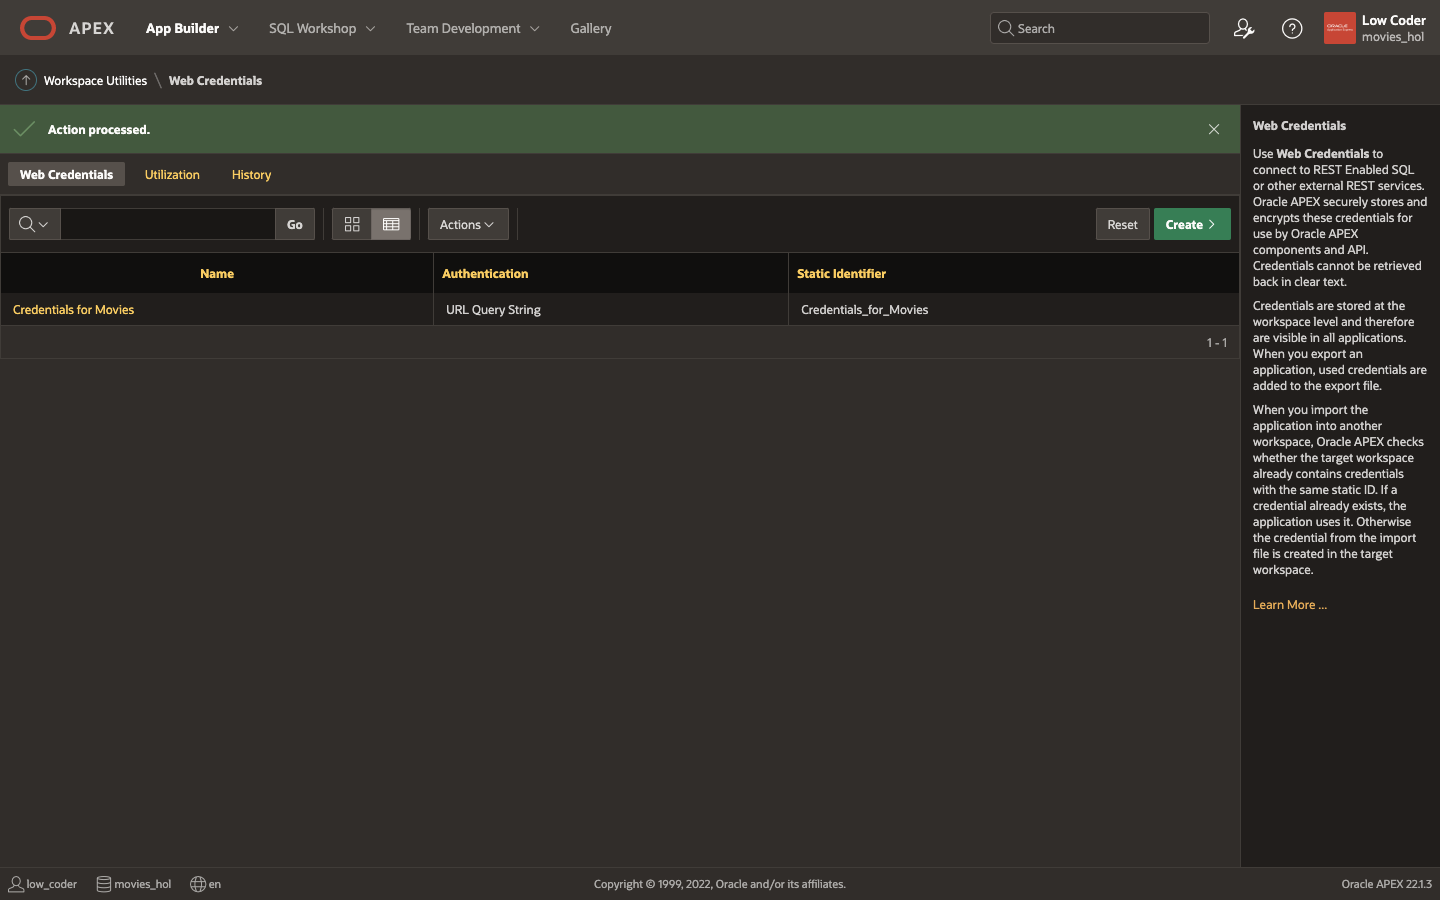 APEX
App Builder
SQL Workshop
Team Development
Gallery
Search
ORACLE
Low Coder
movies_hol
Workspace Utilities \ Web Credentials
Action processed.
Web Credentials
Utilization
History
Go
Actions
Reset
Create
Name
Authentication
Static Identifier
Credentials for Movies
URL Query String
Credentials_for_Movies
1 - 1
Web Credentials
Use Web Credentials to
connect to REST Enabled SQL
or other external REST services.
Oracle APEX securely stores and
encrypts these credentials for
use by Oracle APEX
components and API.
Credentials cannot be retrieved
back in clear text.
Credentials are stored at the
workspace level and therefore
are visible in all applications.
When you export an
application, used credentials are
added to the export file.
When you import the
application into another
workspace, Oracle APEX checks
whether the target workspace
already contains credentials
with the same static ID. If a
credential already exists, the
application uses it. Otherwise
the credential from the import
file is created in the target
workspace.
Learn More ...
low_coder
movies_hol
en
Copyright © 1999, 2022, Oracle and/or its affiliates.
Oracle APEX 22.1.3